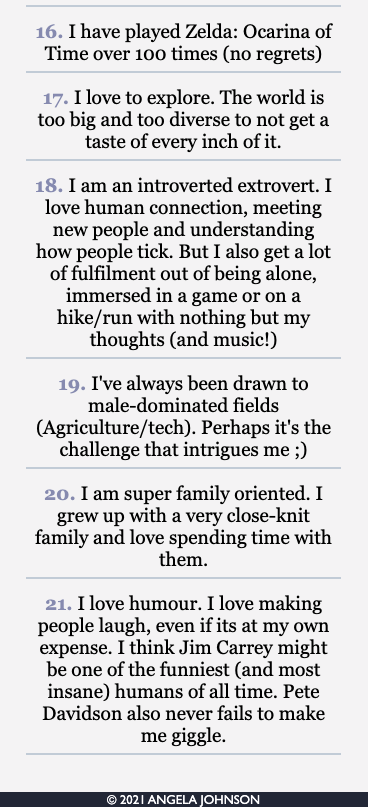 16. I have played Zelda: Ocarina of
Time over 100 times (no regrets)
17. I love to explore. The world is
too big and too diverse to not get a
taste of every inch of it.
18. I am an introverted extrovert. I
love human connection, meeting
new people and understanding
how people tick. But I also get a lot
of fulfilment out of being alone,
immersed in a game or on a
hike/run with nothing but my
thoughts (and music!)
19. I've always been drawn to
male-dominated fields
(Agriculture/tech). Perhaps it's the
challenge that intrigues me ;)
20. I am super family oriented. I
grew up with a very close-knit
family and love spending time with
them.
21. I love humour. I love making
people laugh, even if its at my own
expense. I think Jim Carrey might
be one of the funniest (and most
insane) humans of all time. Pete
Davidson also never fails to make
me giggle.
© 2021 ANGELA JOHNSON